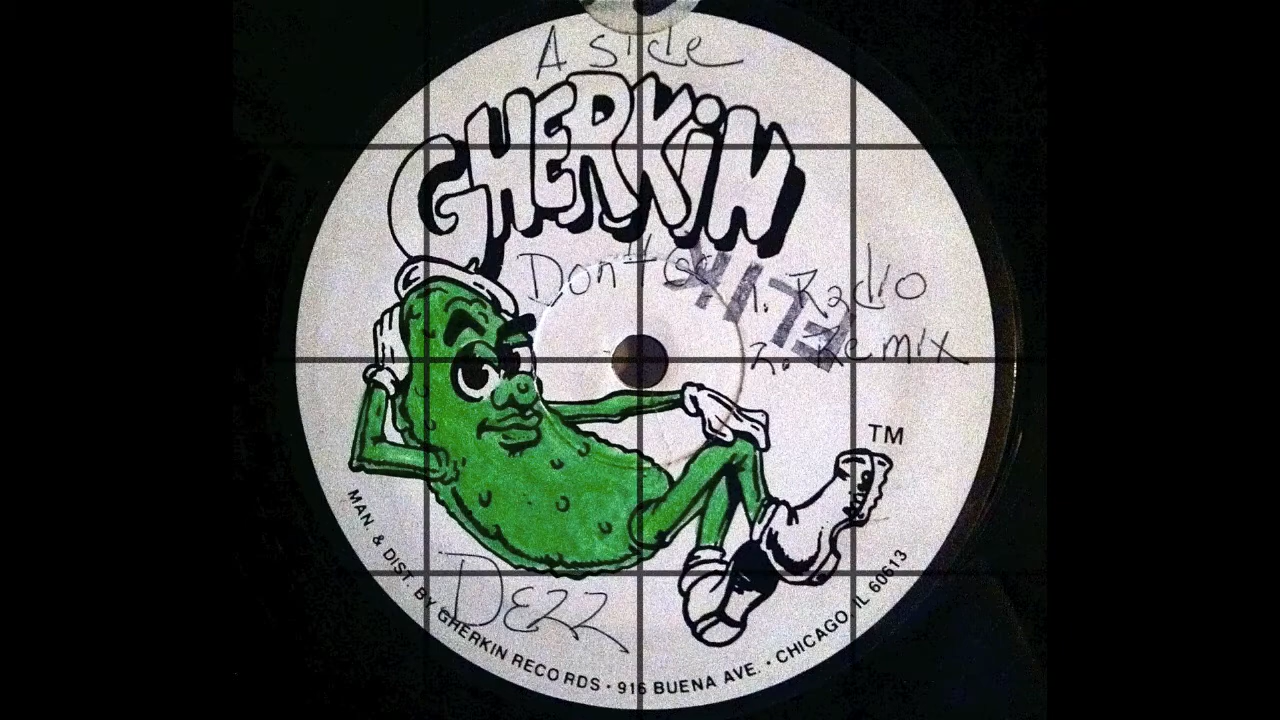 A side
GHERKiN
Don't Go
1. Radio
2. Remix
TM
Dezz
MAN. & DIST. BY GHERKIN RECORDS · 916 BUENA AVE. · CHICAGO IL 60613